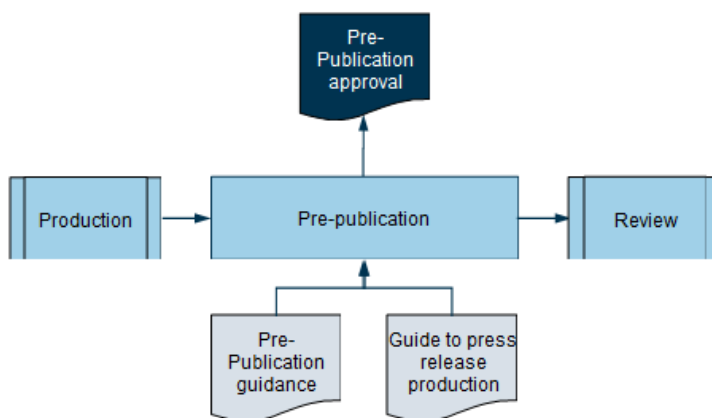 Pre-
Publication
approval
Production
Pre-publication
Review
Pre-
Publication
guidance
Guide to press
release
production